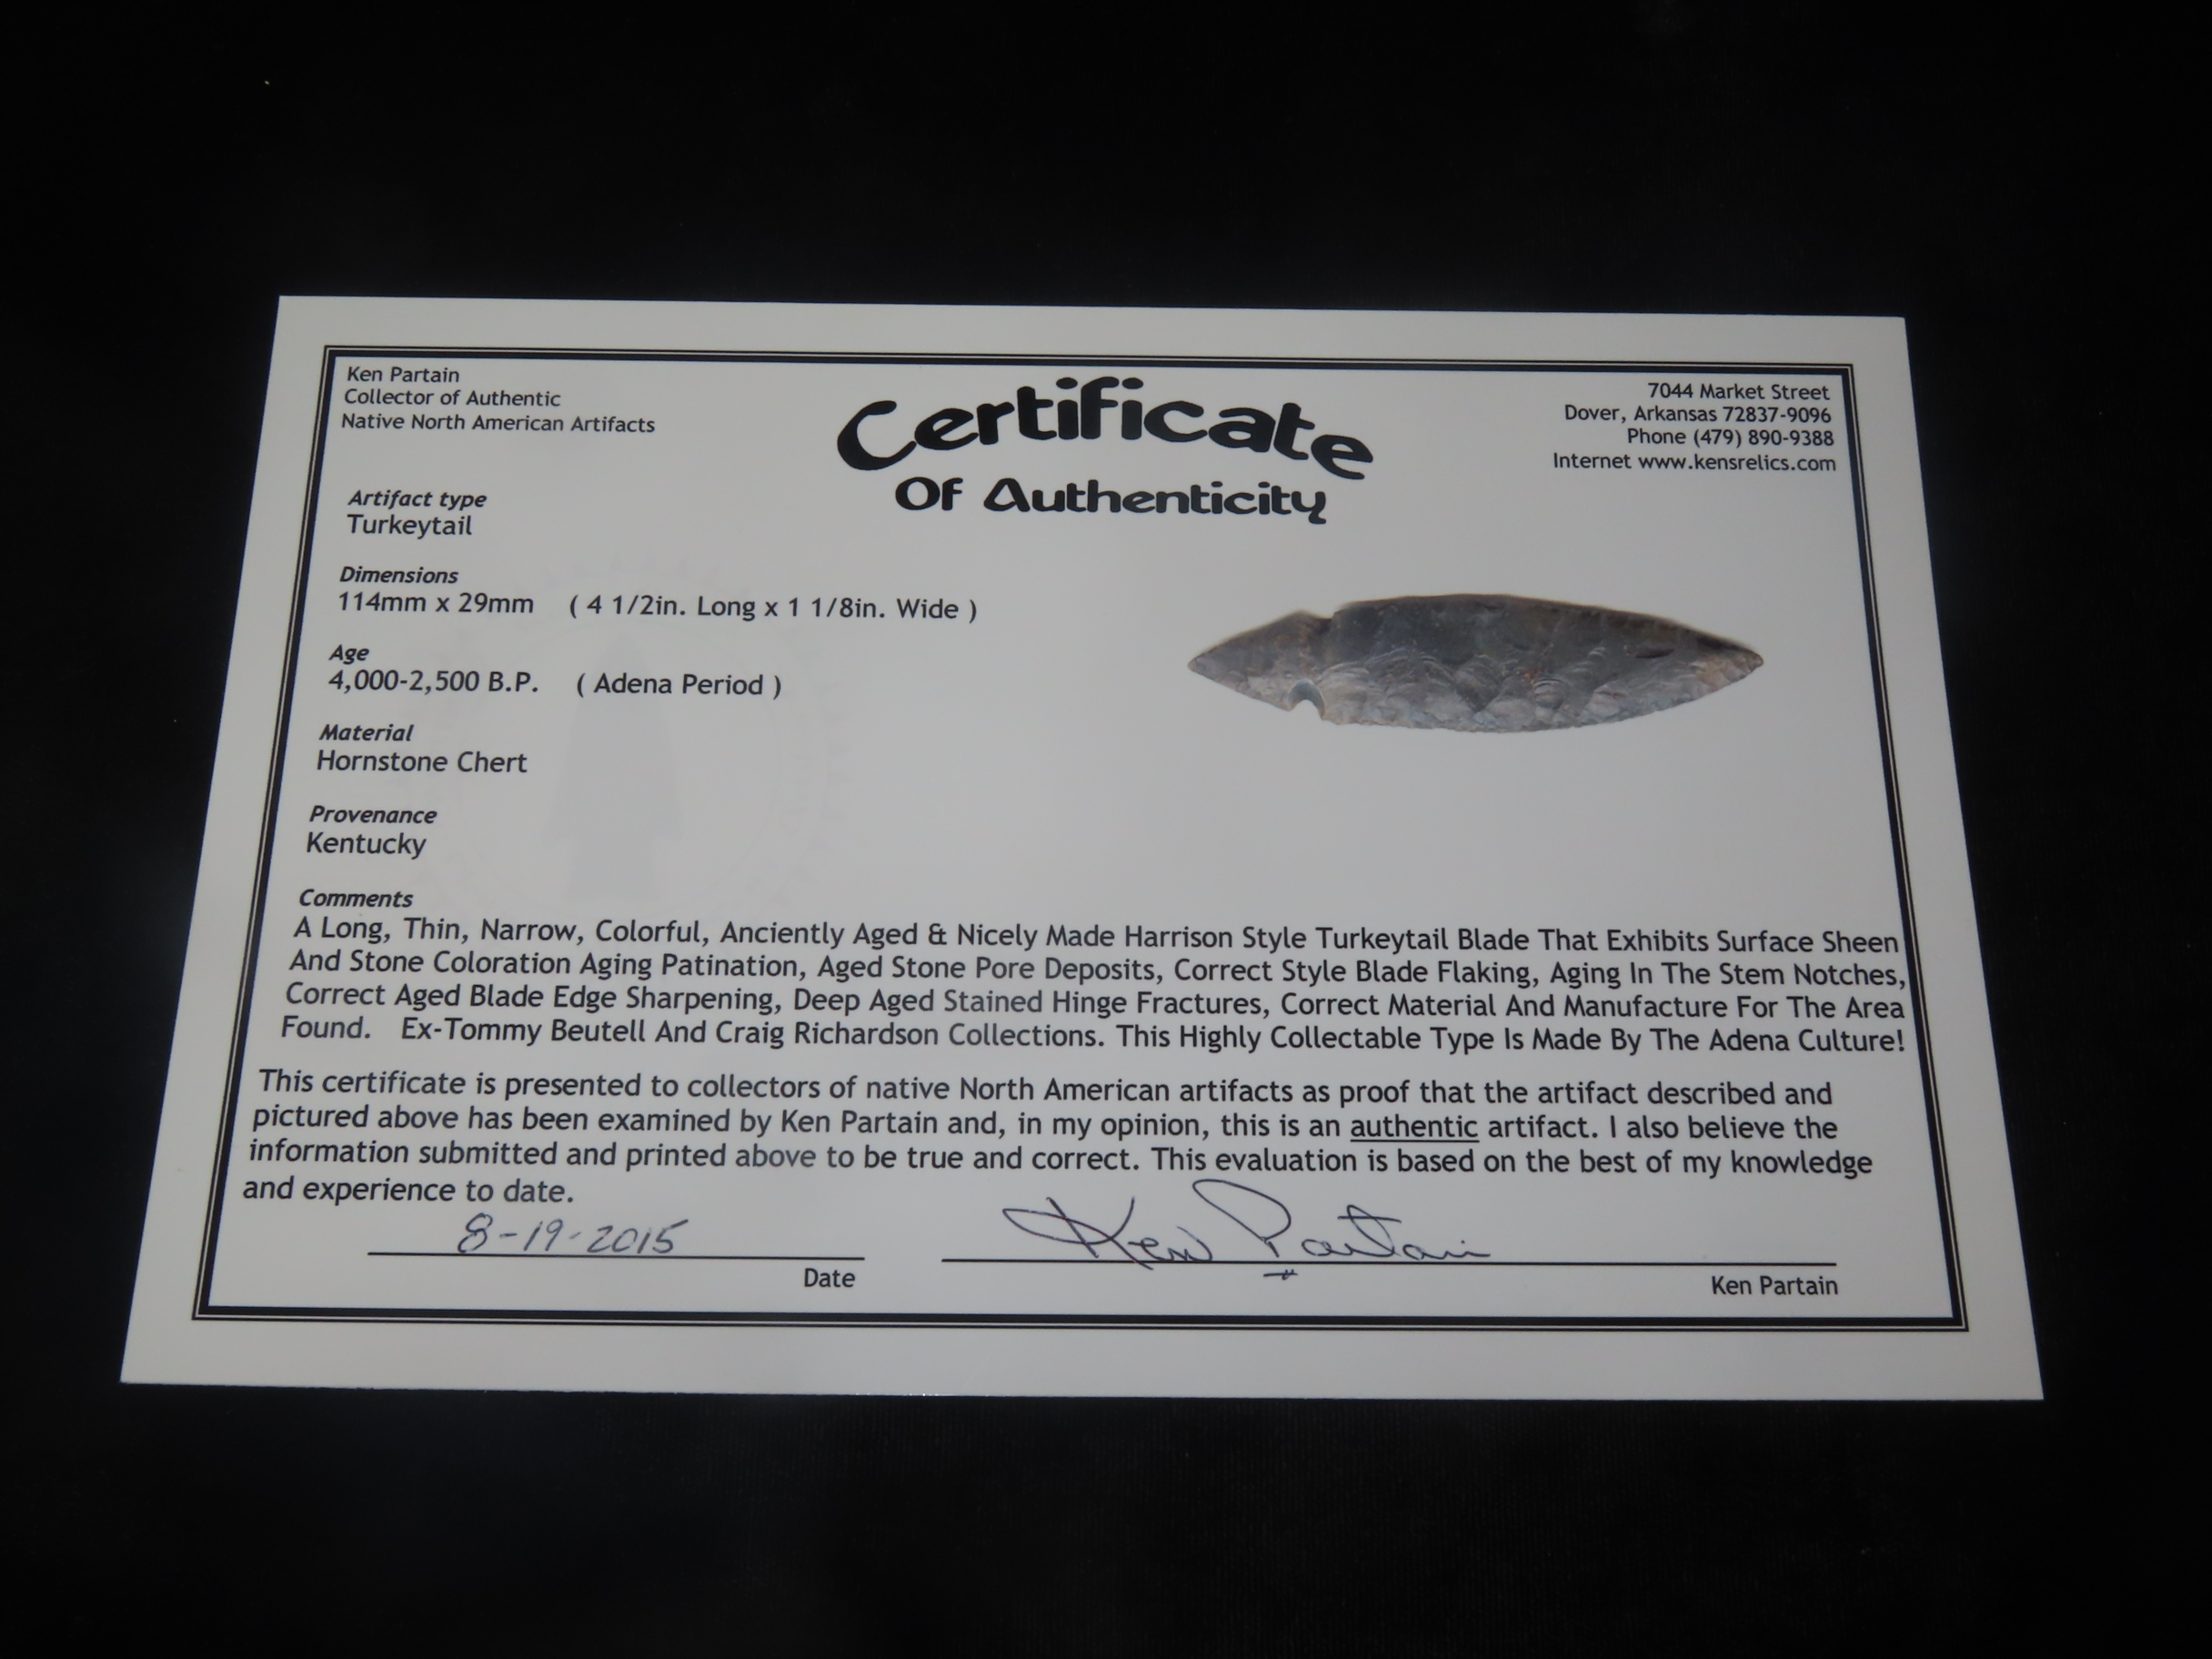 Ken Partain
Collector of Authentic
Native North American Artifacts
Certificate
Of Authenticity
7044 Market Street
Dover, Arkansas 72837-9096
Phone (479) 890-9388
Internet www.kensrelics.com
Artifact type
Turkeytail
Dimensions
114mm x 29mm ( 4 1/2in. Long x 1 1/8in. Wide )
Age
4,000-2,500 B.P. ( Adena Period )
Material
Hornstone Chert
Provenance
Kentucky
Comments
A Long, Thin, Narrow, Colorful, Anciently Aged & Nicely Made Harrison Style Turkeytail Blade That Exhibits Surface Sheen
And Stone Coloration Aging Patination, Aged Stone Pore Deposits, Correct Style Blade Flaking, Aging In The Stem Notches,
Correct Aged Blade Edge Sharpening, Deep Aged Stained Hinge Fractures, Correct Material And Manufacture For The Area
Found. Ex-Tommy Beutell And Craig Richardson Collections. This Highly Collectable Type Is Made By The Adena Culture!
This certificate is presented to collectors of native North American artifacts as proof that the artifact described and
pictured above has been examined by Ken Partain and, in my opinion, this is an authentic artifact. I also believe the
information submitted and printed above to be true and correct. This evaluation is based on the best of my knowledge
and experience to date.
8-19-2015
Ken Partain
Date
Ken Partain